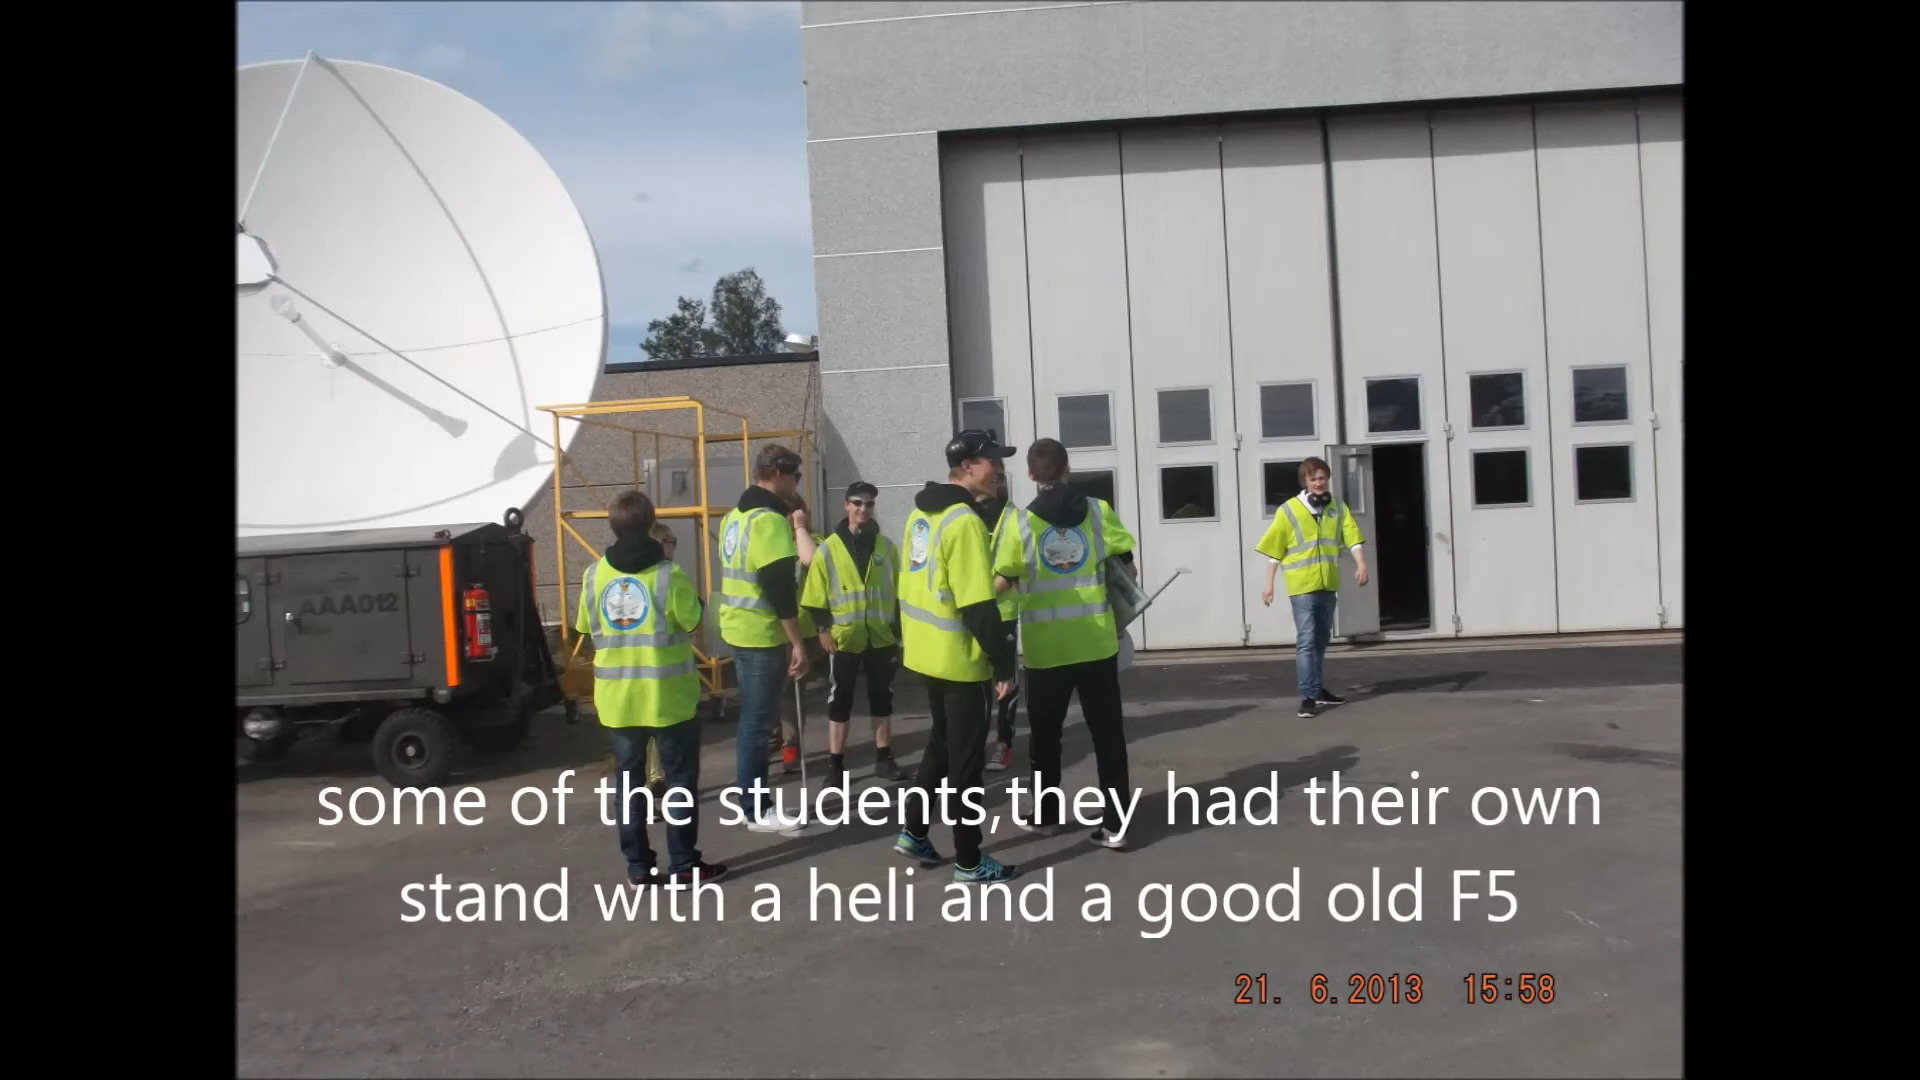 AAA012
some of the students,they had their own
stand with a heli and a good old F5
21. 6.2013 15:58